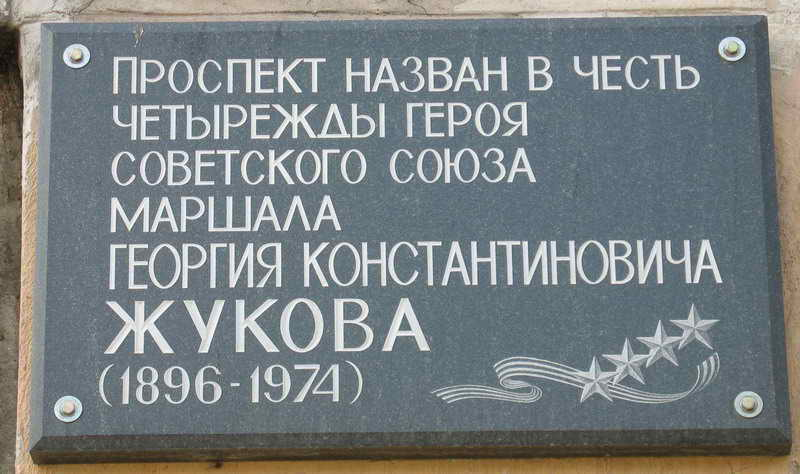 ПРОСПЕКТ НАЗВАН В ЧЕСТЬ
ЧЕТЫРЕЖДЫ ГЕРОЯ
СОВЕТСКОГО СОЮЗА
МАРШАЛА
ГЕОРГИЯ КОНСТАНТИНОВИЧА
ЖУКОВА
(1896-1974)